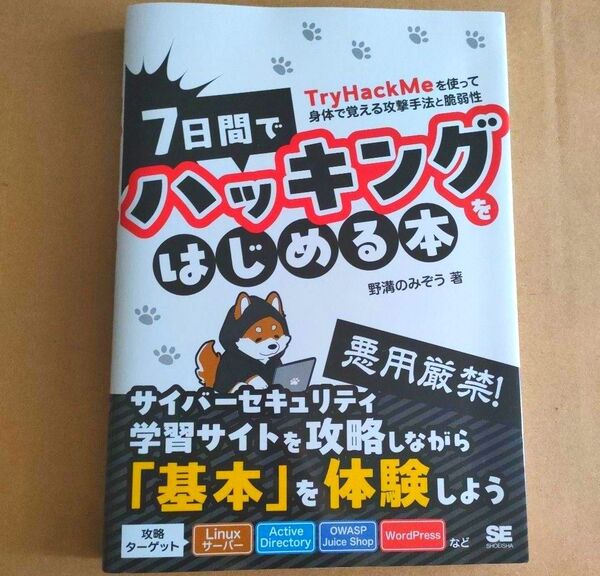 TryHackMeを使って
身体で覚える攻撃手法と脆弱性
7日間で
ハッキングを
はじめる本
野溝のみぞう 著
悪用厳禁!
サイバーセキュリティ
学習サイトを攻略しながら
「基本」を体験しよう
攻略
ターゲット
Linux
サーバー
Active
Directory
OWASP
Juice Shop
WordPress
など
SE
SHOEISHA